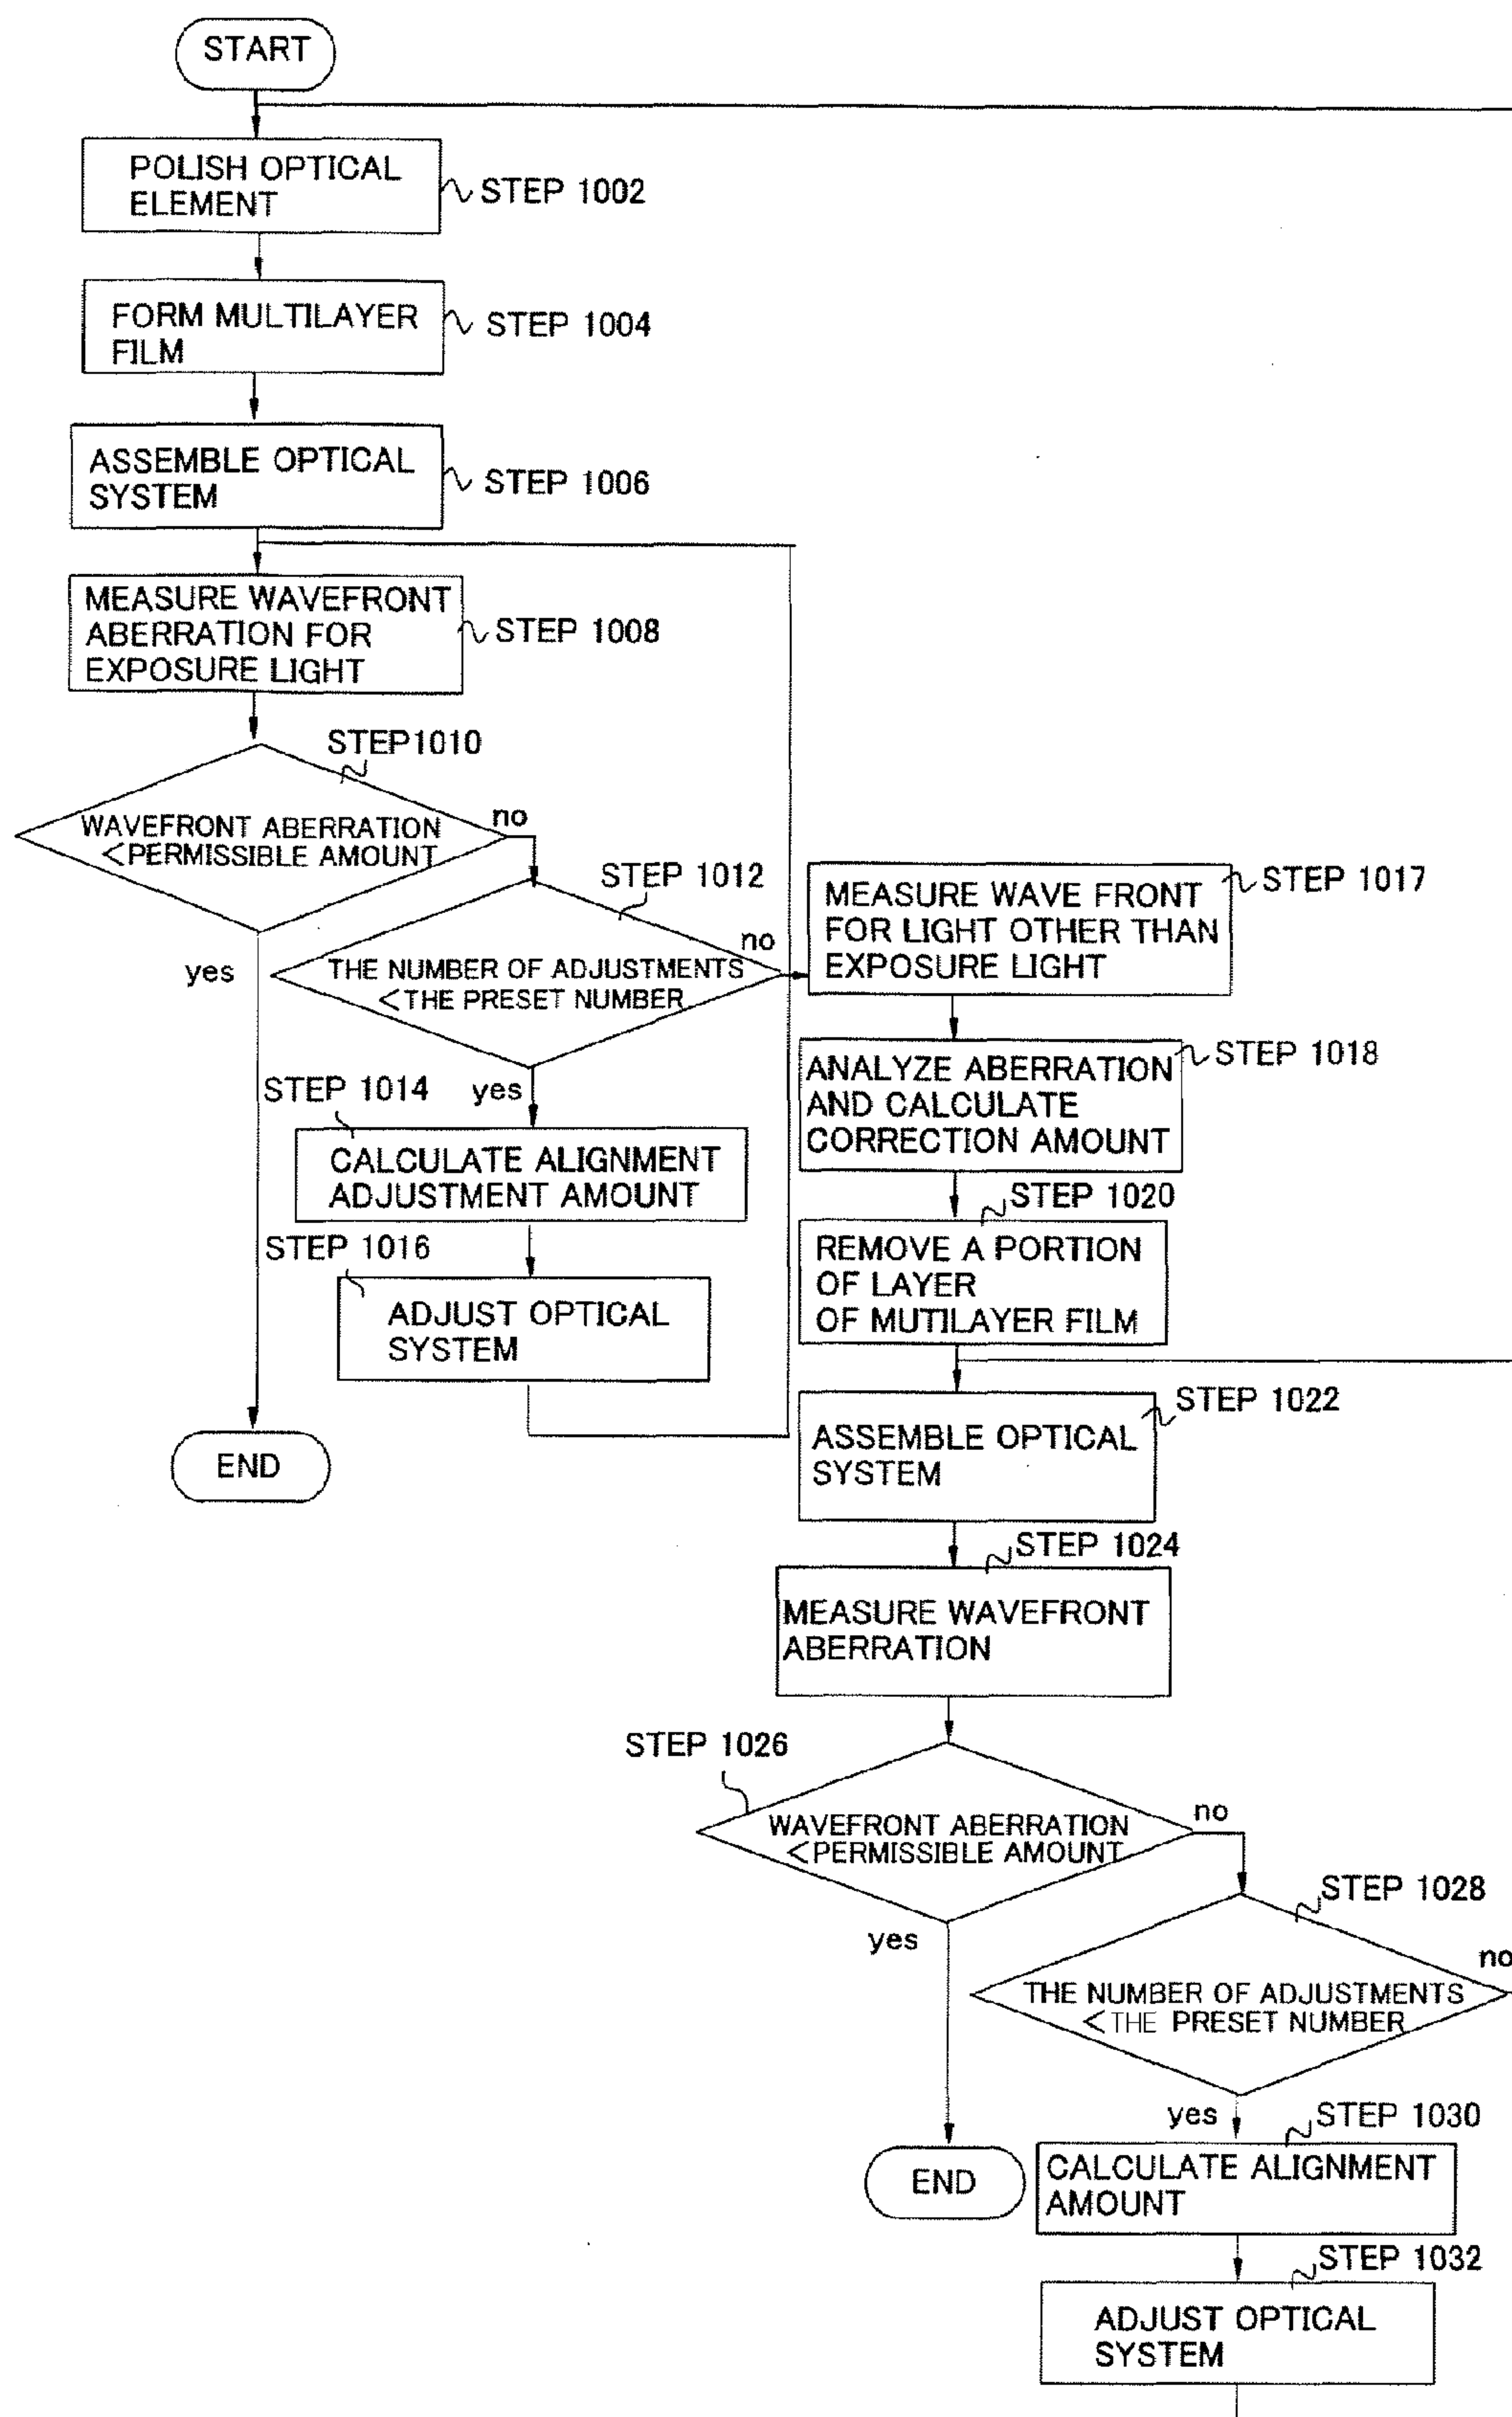 START
POLISH OPTICAL
ELEMENT
STEP 1002
FORM MULTILAYER
FILM
STEP 1004
ASSEMBLE OPTICAL
SYSTEM
STEP 1006
MEASURE WAVEFRONT
ABERRATION FOR
EXPOSURE LIGHT
STEP 1008
STEP1010
WAVEFRONT ABERRATION
<PERMISSIBLE AMOUNT
no
yes
STEP 1012
THE NUMBER OF ADJUSTMENTS
<THE PRESET NUMBER
no
yes
STEP 1014
CALCULATE ALIGNMENT
ADJUSTMENT AMOUNT
STEP 1016
ADJUST OPTICAL
SYSTEM
END
MEASURE WAVE FRONT
FOR LIGHT OTHER THAN
EXPOSURE LIGHT
STEP 1017
ANALYZE ABERRATION
AND CALCULATE
CORRECTION AMOUNT
STEP 1018
STEP 1020
REMOVE A PORTION
OF LAYER
OF MUTILAYER FILM
STEP 1022
ASSEMBLE OPTICAL
SYSTEM
STEP 1024
MEASURE WAVEFRONT
ABERRATION
STEP 1026
WAVEFRONT ABERRATION
<PERMISSIBLE AMOUNT
no
yes
STEP 1028
THE NUMBER OF ADJUSTMENTS
<THE PRESET NUMBER
no
yes
END
STEP 1030
CALCULATE ALIGNMENT
AMOUNT
STEP 1032
ADJUST OPTICAL
SYSTEM